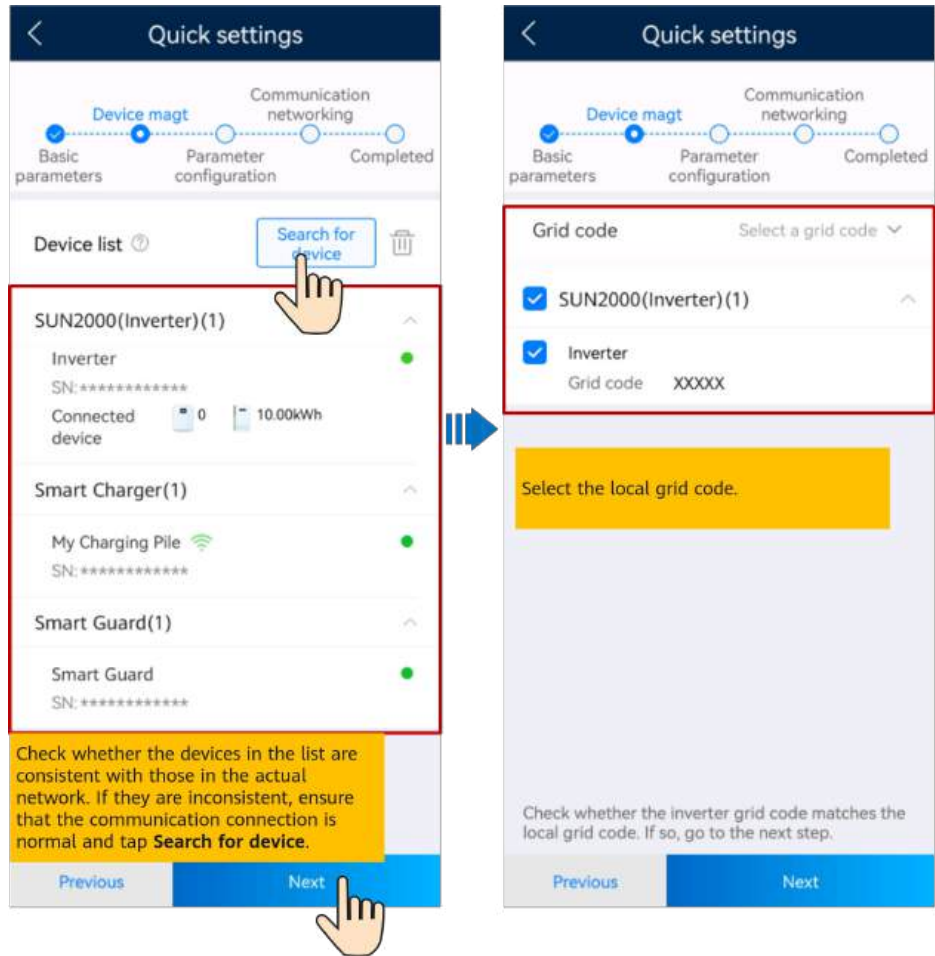 Quick settings
Device magt
Communication
networking
Basic
parameters
Parameter
configuration
Completed
Device list
Search for
device
SUN2000(Inverter)(1)
Inverter
SN:************
Connected
device
0
10.00kWh
Smart Charger(1)
My Charging Pile
SN:************
Smart Guard(1)
Smart Guard
SN:************
Check whether the devices in the list are
consistent with those in the actual
network. If they are inconsistent, ensure
that the communication connection is
normal and tap Search for device.
Previous
Next
Quick settings
Device magt
Communication
networking
Basic
parameters
Parameter
configuration
Completed
Grid code
Select a grid code
SUN2000(Inverter)(1)
Inverter
Grid code XXXXX
Select the local grid code.
Check whether the inverter grid code matches the
local grid code. If so, go to the next step.
Previous
Next